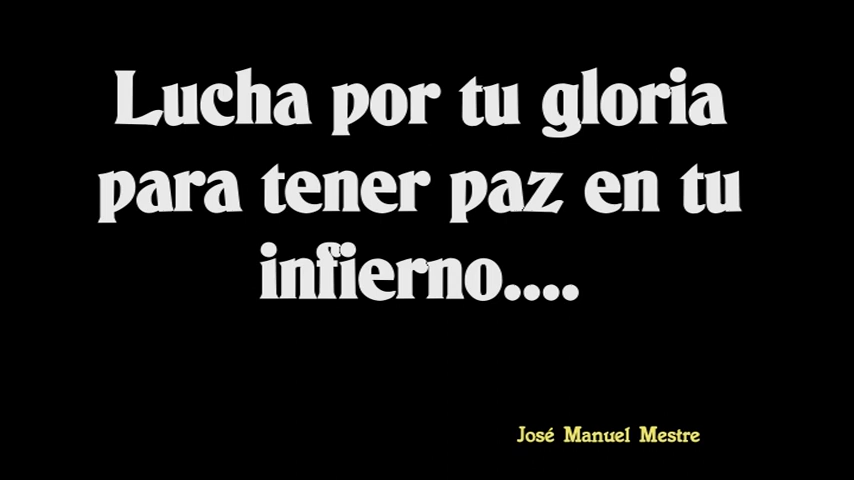 Lucha por tu gloria
para tener paz en tu
infierno....
José Manuel Mestre